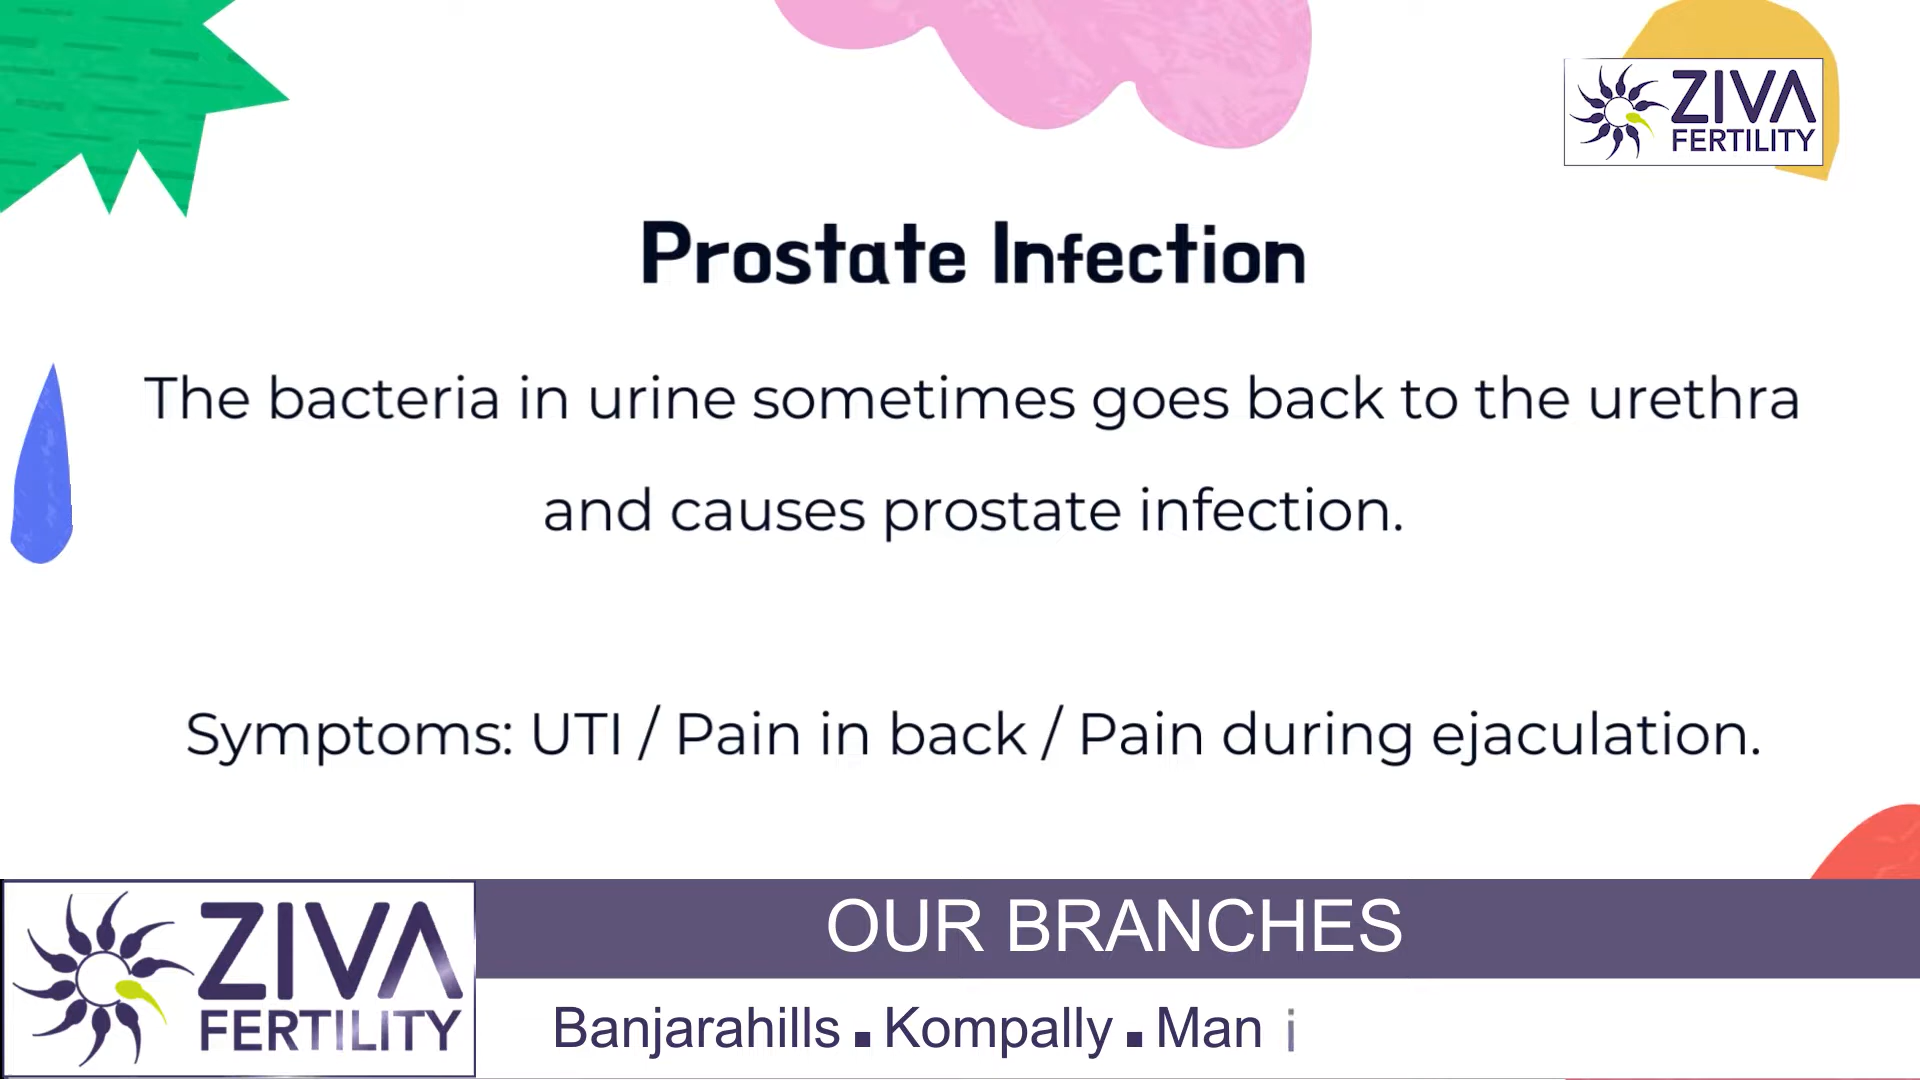 ZIVA
FERTILITY
Prostate Infection
The bacteria in urine sometimes goes back to the urethra
and causes prostate infection.
Symptoms: UTI / Pain in back / Pain during ejaculation.
ZIVA
FERTILITY
OUR BRANCHES
Banjarahills ▪ Kompally ▪ Man